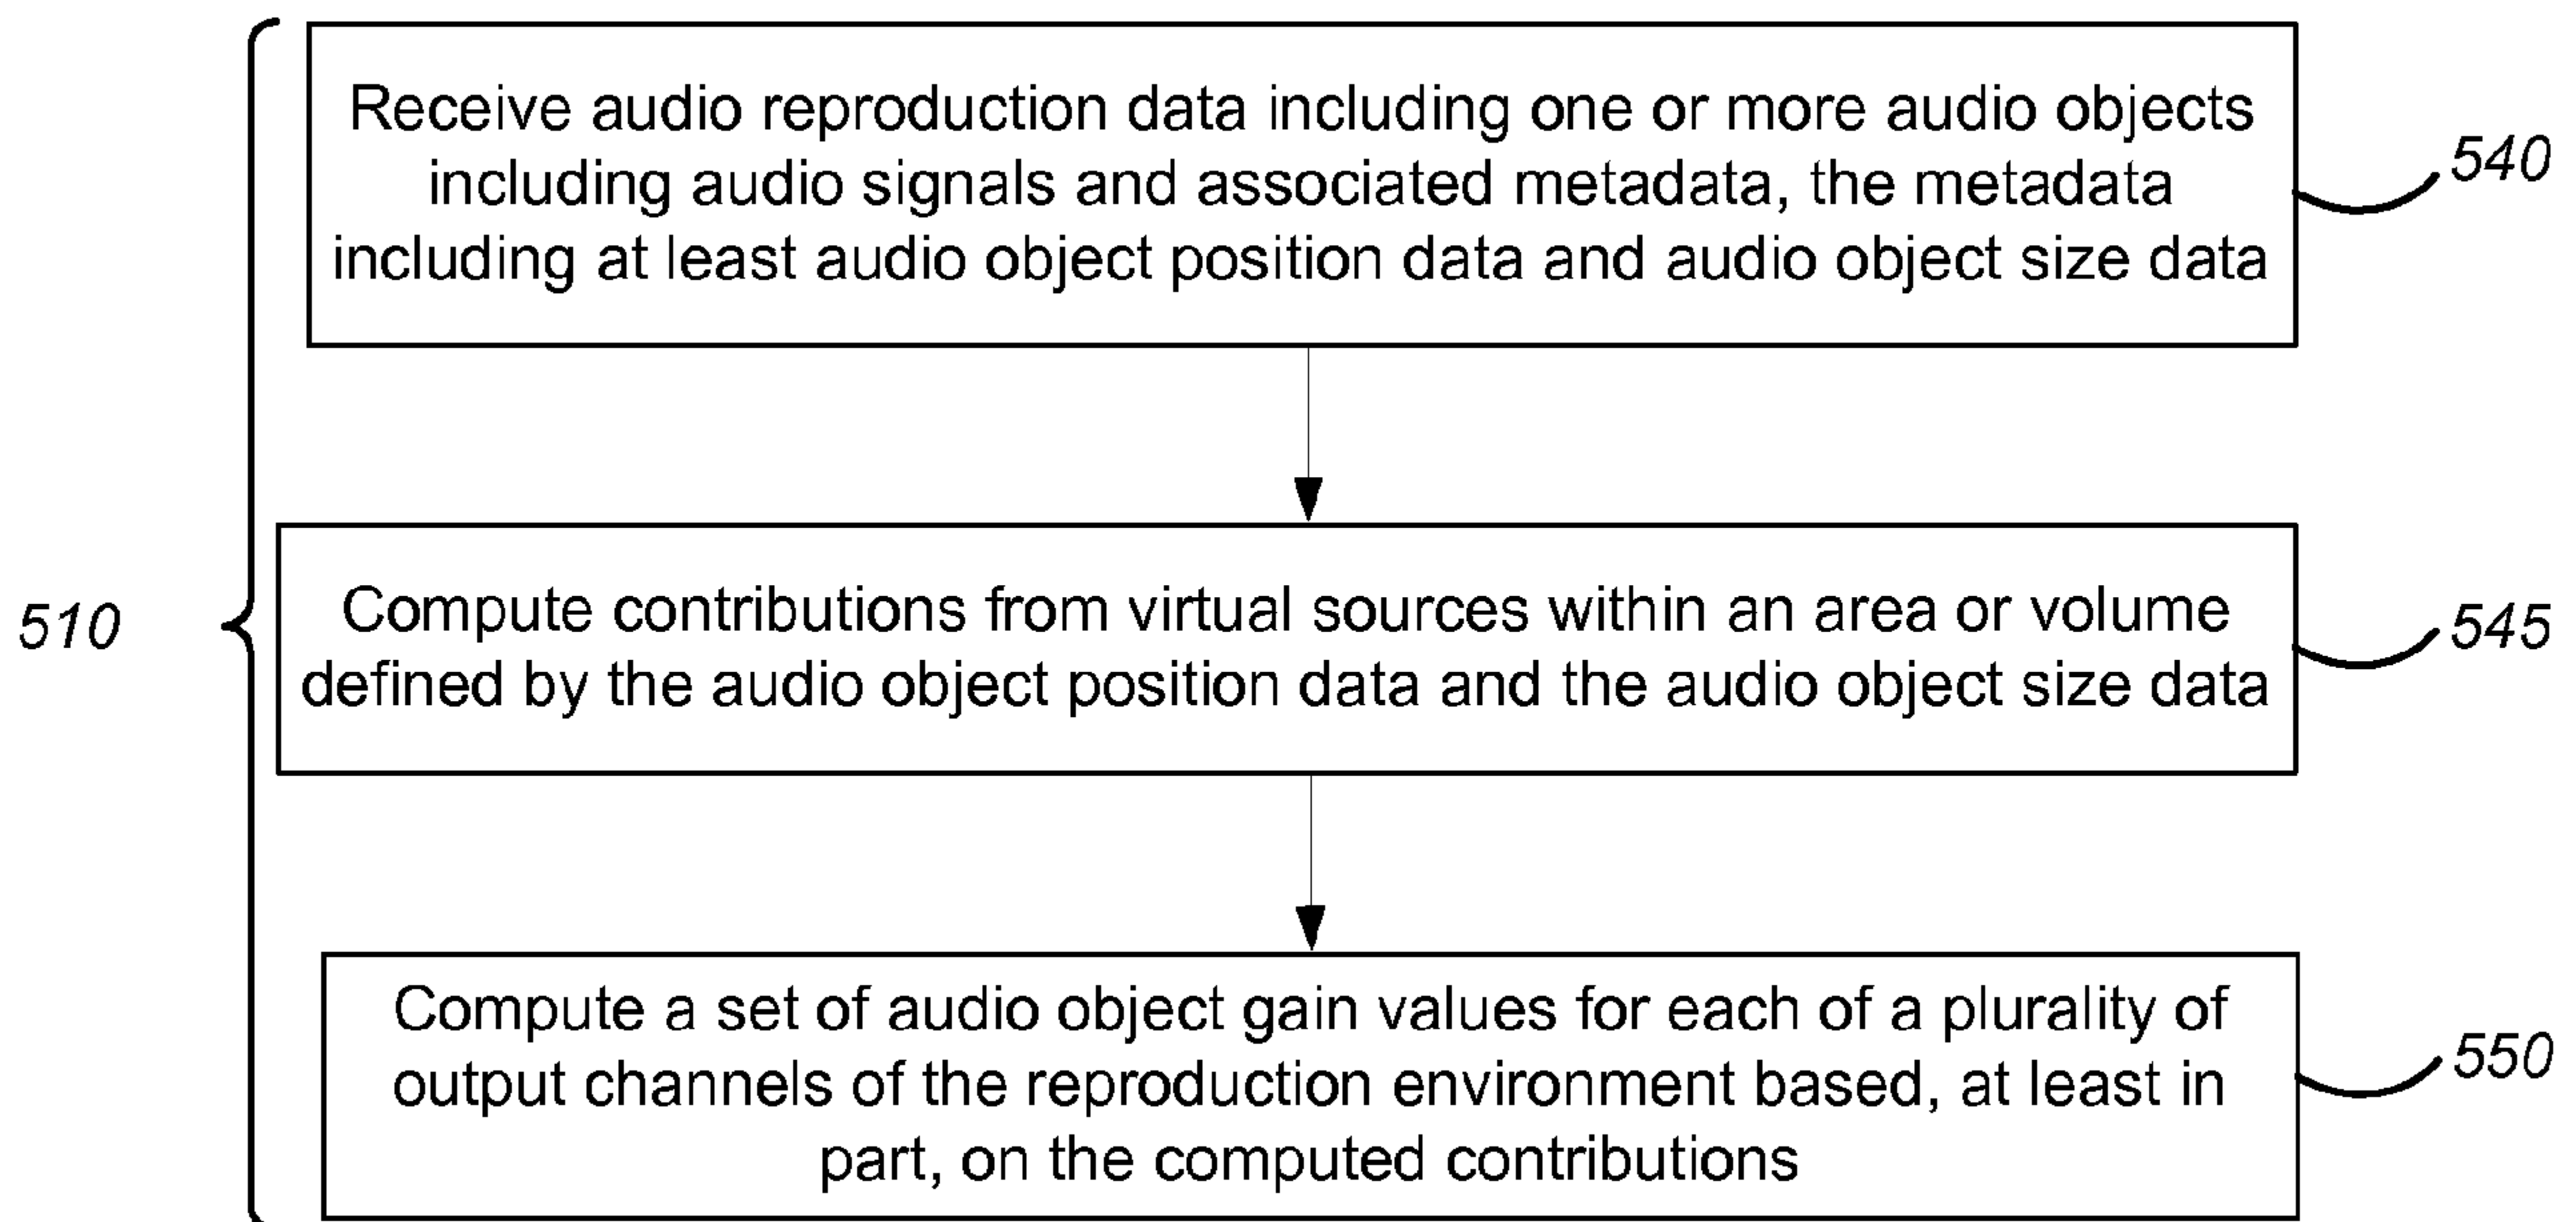 Receive audio reproduction data including one or more audio objects
including audio signals and associated metadata, the metadata
including at least audio object position data and audio object size data
540
510
Compute contributions from virtual sources within an area or volume
defined by the audio object position data and the audio object size data
545
Compute a set of audio object gain values for each of a plurality of
output channels of the reproduction environment based, at least in
part, on the computed contributions
550